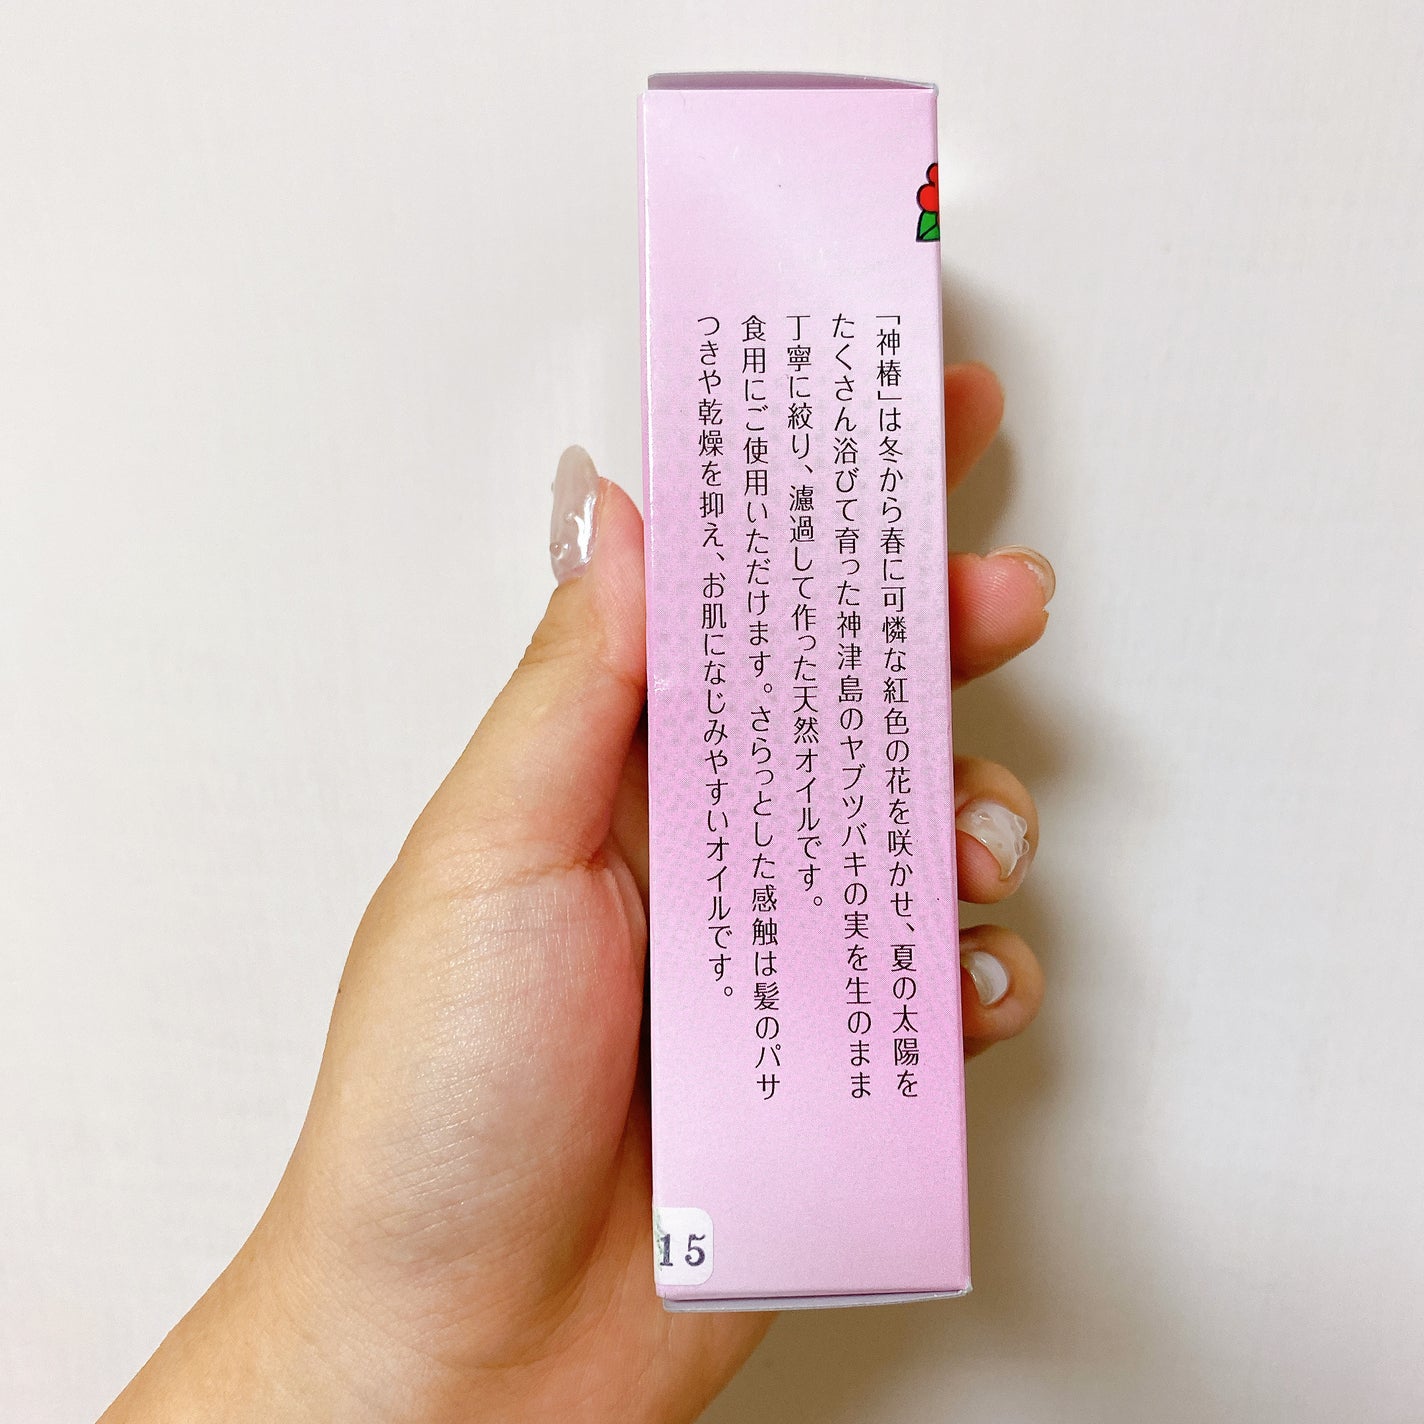 「神椿」は冬から春に可憐な紅色の花を咲かせ、夏の太陽を
たくさん浴びて育った神津島のヤブツバキの実を生のまま
丁寧に絞り、濾過して作った天然オイルです。
食用にご使用いただけます。さらっとした感触は髪のパサ
つきや乾燥を抑え、お肌になじみやすいオイルです。
15